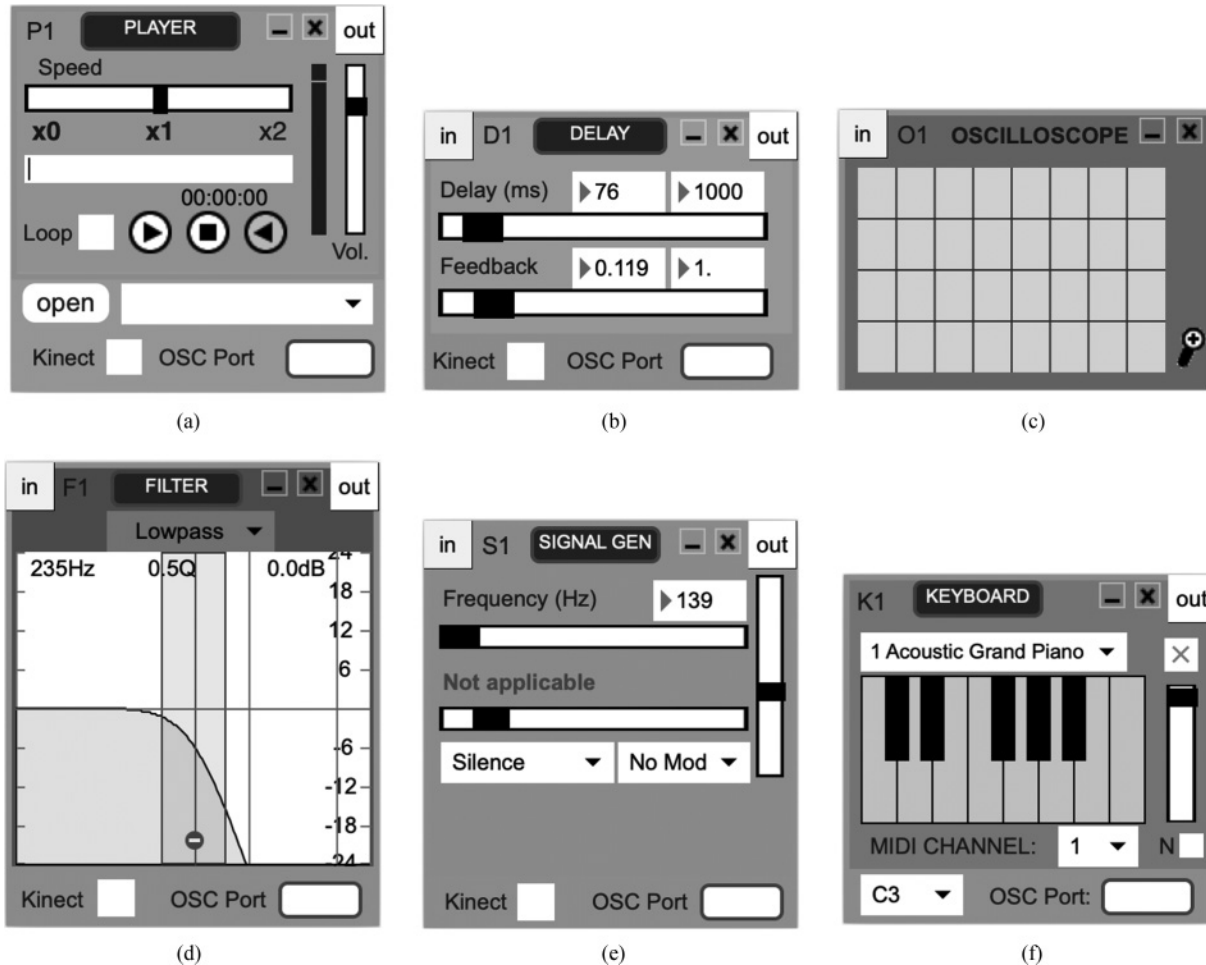 P1 PLAYER out
Speed
x0 x1 x2
00:00:00
Loop
Vol.
open
Kinect OSC Port
(a)
in D1 DELAY out
Delay (ms) 76 1000
Feedback 0.119 1.
Kinect OSC Port
(b)
in O1 OSCILLOSCOPE
(c)
in F1 FILTER out
Lowpass
235Hz 0.5Q 0.0dB 24
18
12
6
-6
-12
-18
-24
Kinect OSC Port
(d)
in S1 SIGNAL GEN out
Frequency (Hz) 139
Not applicable
Silence No Mod
Kinect OSC Port
(e)
K1 KEYBOARD out
1 Acoustic Grand Piano
MIDI CHANNEL: 1 N
C3 OSC Port:
(f)